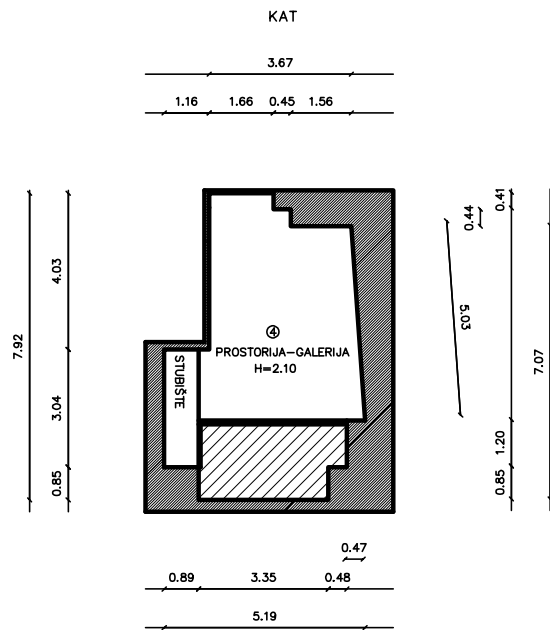 KAT
3.67
1.16 1.66 0.45 1.56
0.41
0.44
4.03
5.03
7.92
7.07
④
PROSTORIJA-GALERIJA
H=2.10
STUBIŠTE
3.04
1.20
0.85
0.85
0.47
0.89 3.35 0.48
5.19